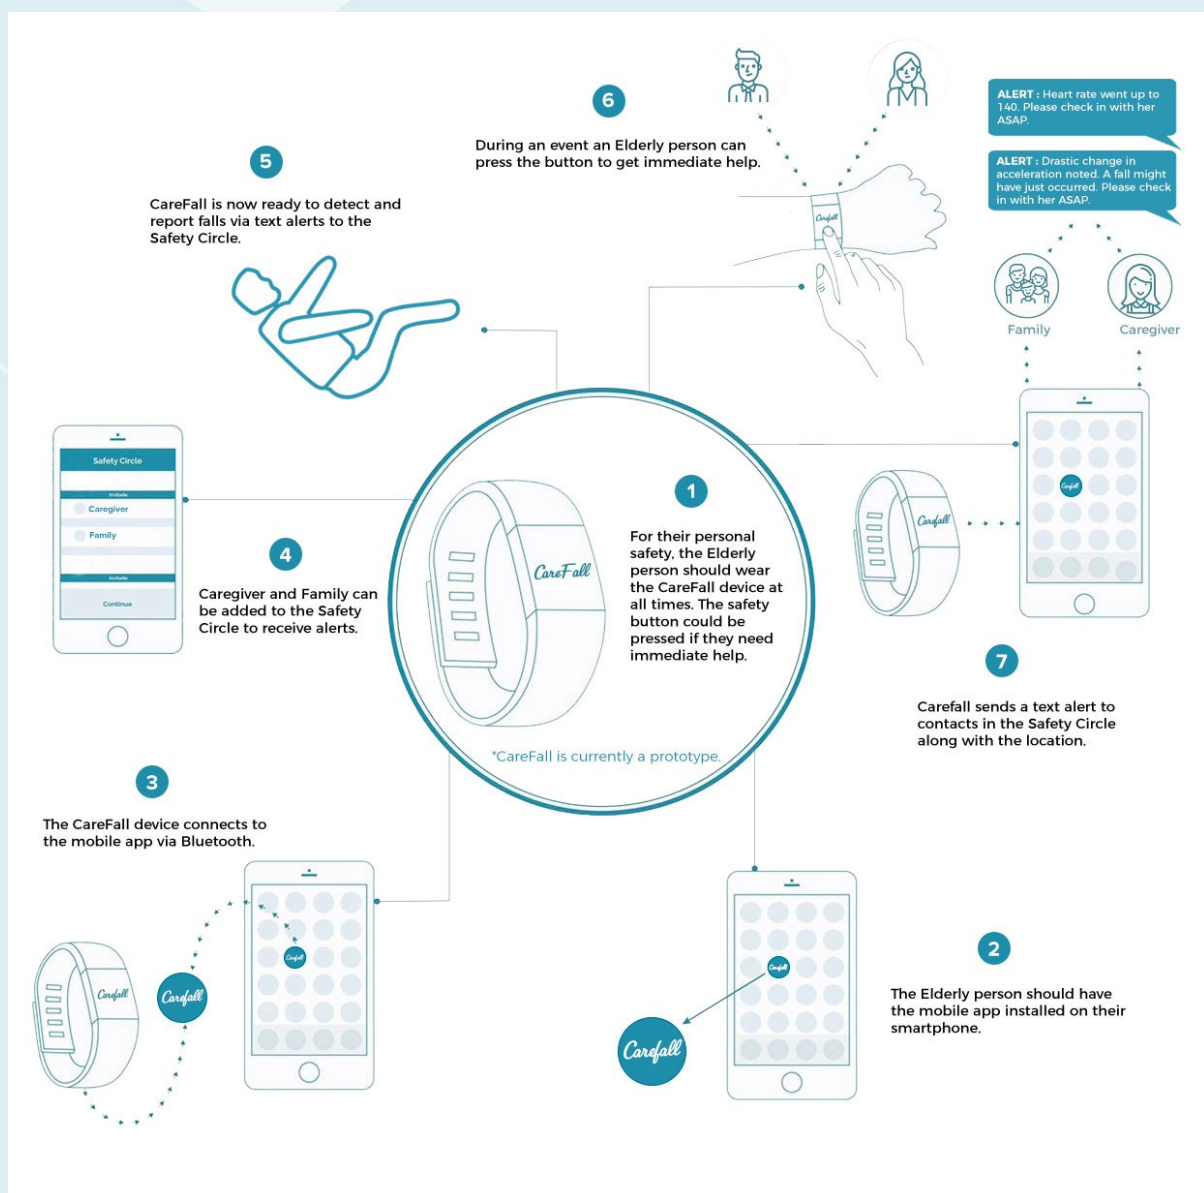 1
For their personal
safety, the Elderly
person should wear
the CareFall device at
all times. The safety
button could be
pressed if they need
immediate help.
CareFall
*CareFall is currently a prototype.
2
The Elderly person should have
the mobile app installed on their
smartphone.
Carefall
Carefall
3
The CareFall device connects to
the mobile app via Bluetooth.
Carefall
Carefall
Carefall
4
Caregiver and Family can
be added to the Safety
Circle to receive alerts.
Safety Circle
Include
Caregiver
Family
Include
Continue
5
CareFall is now ready to detect and
report falls via text alerts to the
Safety Circle.
6
During an event an Elderly person can
press the button to get immediate help.
Carefall
ALERT : Heart rate went up to
140. Please check in with her
ASAP.
ALERT : Drastic change in
acceleration noted. A fall might
have just occurred. Please check
in with her ASAP.
Family
Caregiver
Carefall
Carefall
7
Carefall sends a text alert to
contacts in the Safety Circle
along with the location.